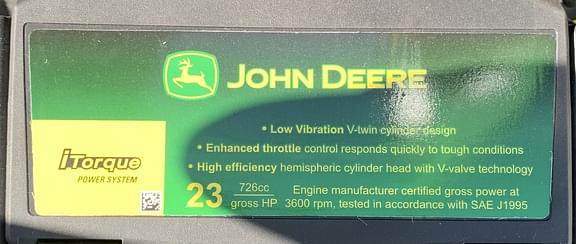 JOHN DEERE
• Low Vibration V-twin cylinder design
• Enhanced throttle control responds quickly to tough conditions
• High efficiency hemispheric cylinder head with V-valve technology
iTorque
POWER SYSTEM
23 726cc
gross HP
Engine manufacturer certified gross power at
3600 rpm, tested in accordance with SAE J1995